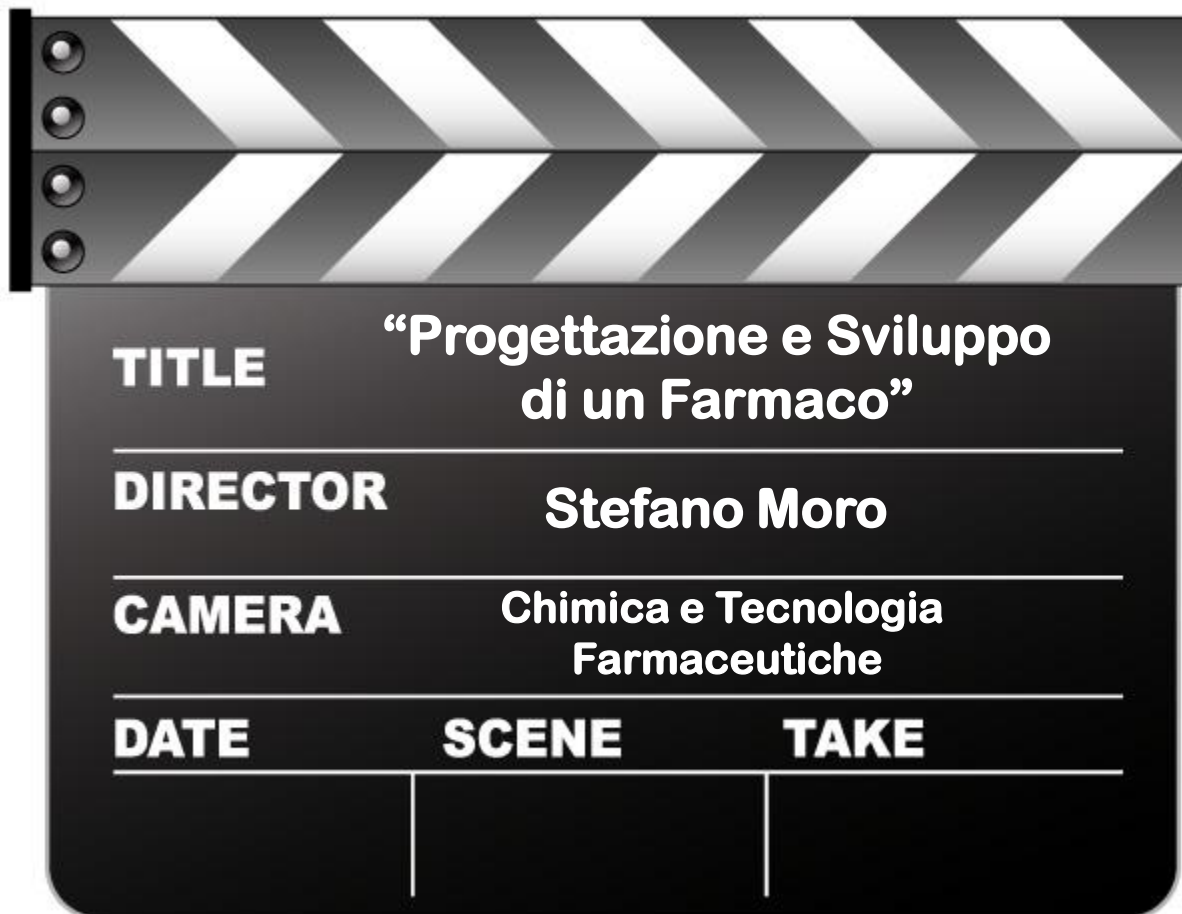 TITLE
“Progettazione e Sviluppo
di un Farmaco”
DIRECTOR
Stefano Moro
CAMERA
Chimica e Tecnologia
Farmaceutiche
DATE SCENE TAKE